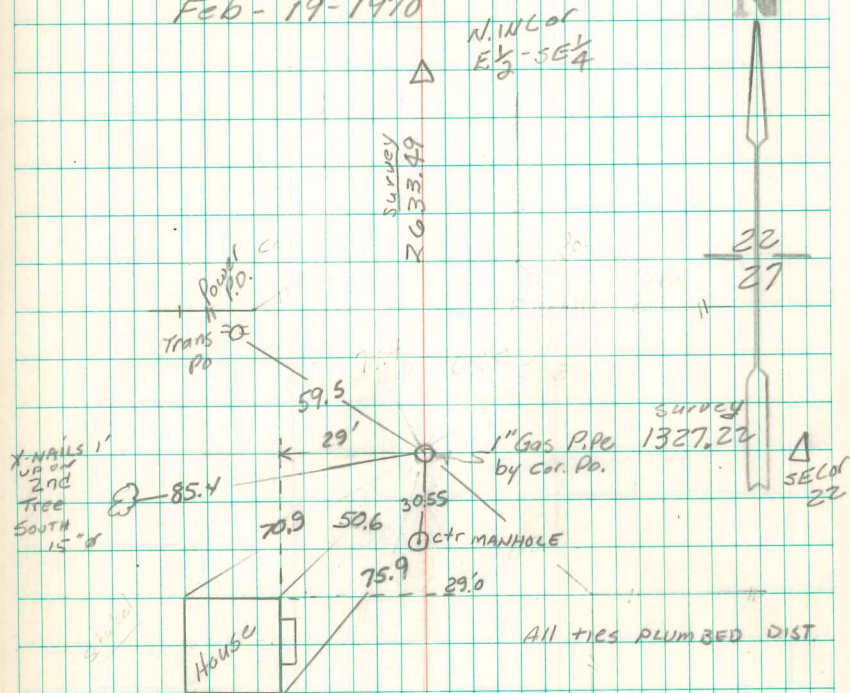 Feb - 19-1970
N
N.W Cor
E½ - SE¼
Survey
2633.49
22
27
Power
P.O.
Trans
Po
59.5
29'
1" Gas Pipe
by cor. Po.
Survey
1327.22
SE Cor
22
X-NAILS 1'
UP ON
2nd
Tree
South
15"ø
85.4
30.55
70.9
50.6
ctr MANHOLE
75.9
29.0
House
All ties PLUMBED DIST.